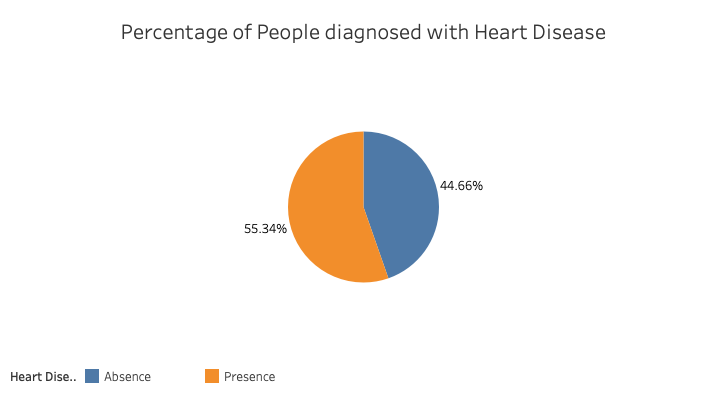 Percentage of People diagnosed with Heart Disease
44.66%
55.34%
Heart Dise.. Absence Presence